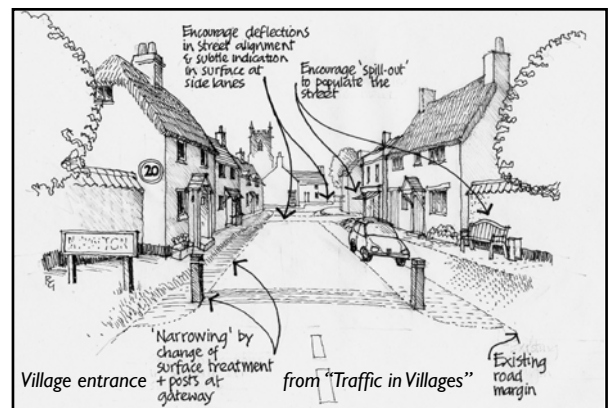 Encourage deflections
in street alignment
& subtle indication
in surface at
side lanes
Encourage 'spill-out'
to populate the
street
20
'Narrowing' by
change of
surface treatment
+ posts at
gateway
Existing
road
margin
Village entrance
from "Traffic in Villages"